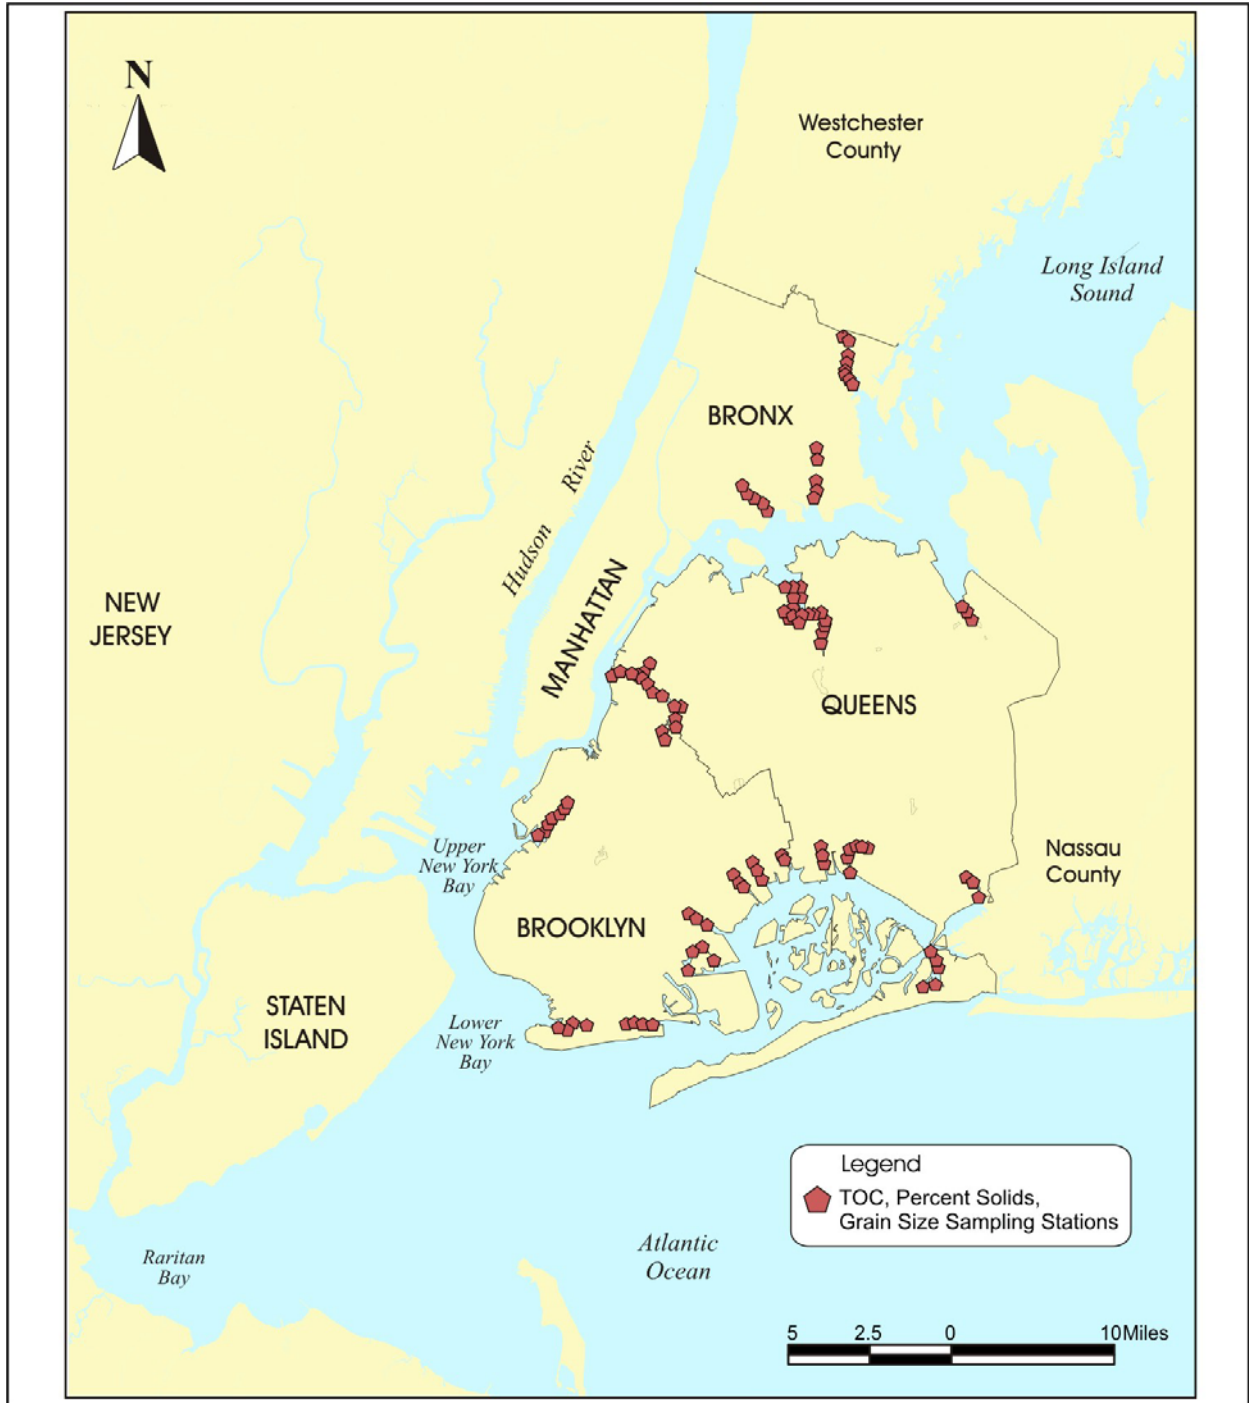 N
Westchester
County
Long Island
Sound
BRONX
Hudson River
MANHATTAN
NEW
JERSEY
QUEENS
Upper
New York
Bay
Nassau
County
BROOKLYN
STATEN
ISLAND
Lower
New York
Bay
Legend
TOC, Percent Solids,
Grain Size Sampling Stations
Atlantic
Ocean
Raritan
Bay
5 2.5 0 10Miles